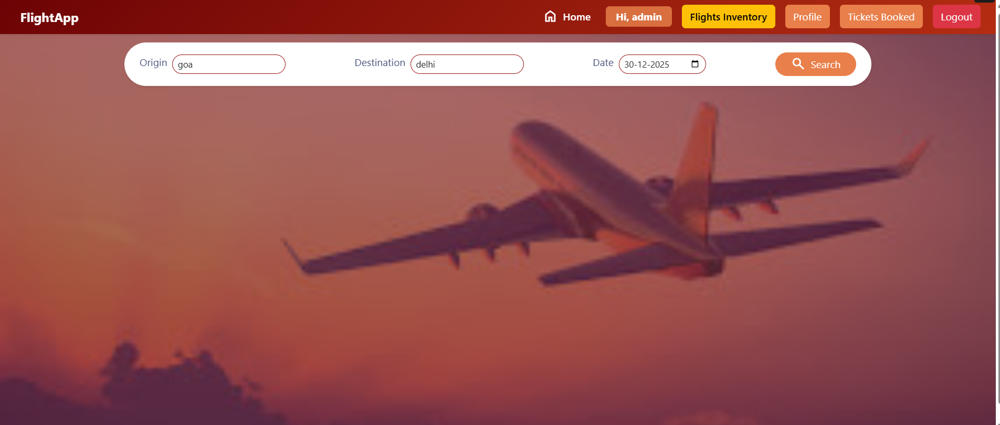 FlightApp Home Hi, admin Flights Inventory Profile Tickets Booked Logout
Origin goa Destination delhi Date 30-12-2025 Search